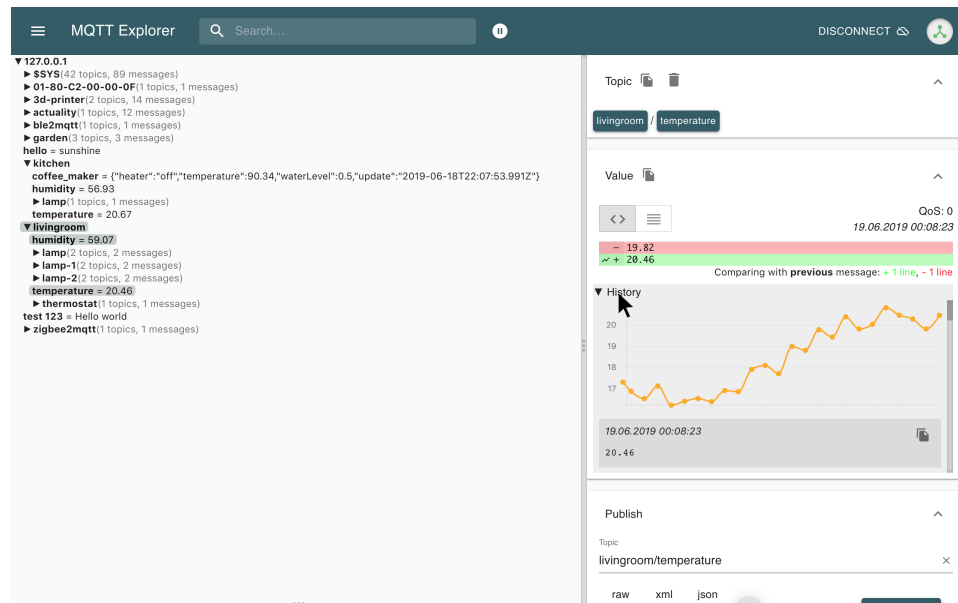 MQTT Explorer
Search...
DISCONNECT
▼ 127.0.0.1
▶ $SYS(42 topics, 89 messages)
▶ 01-80-C2-00-00-0F(1 topics, 1 messages)
▶ 3d-printer(2 topics, 14 messages)
▶ actuality(1 topics, 12 messages)
▶ ble2mqtt(1 topics, 1 messages)
▶ garden(3 topics, 3 messages)
hello = sunshine
▼ kitchen
coffee_maker = {"heater":"off","temperature":90.34,"waterLevel":0.5,"update":"2019-06-18T22:07:53.991Z"}
humidity = 56.93
▶ lamp(1 topics, 1 messages)
temperature = 20.67
▼ livingroom
humidity = 59.07
▶ lamp(2 topics, 2 messages)
▶ lamp-1(2 topics, 2 messages)
▶ lamp-2(2 topics, 2 messages)
temperature = 20.46
▶ thermostat(1 topics, 1 messages)
test 123 = Hello world
▶ zigbee2mqtt(1 topics, 1 messages)
Topic
livingroom / temperature
Value
QoS: 0
19.06.2019 00:08:23
- 19.82
+ 20.46
Comparing with previous message: + 1 line, - 1 line
▼ History
20
19
18
17
19.06.2019 00:08:23
20.46
Publish
Topic
livingroom/temperature
raw xml json